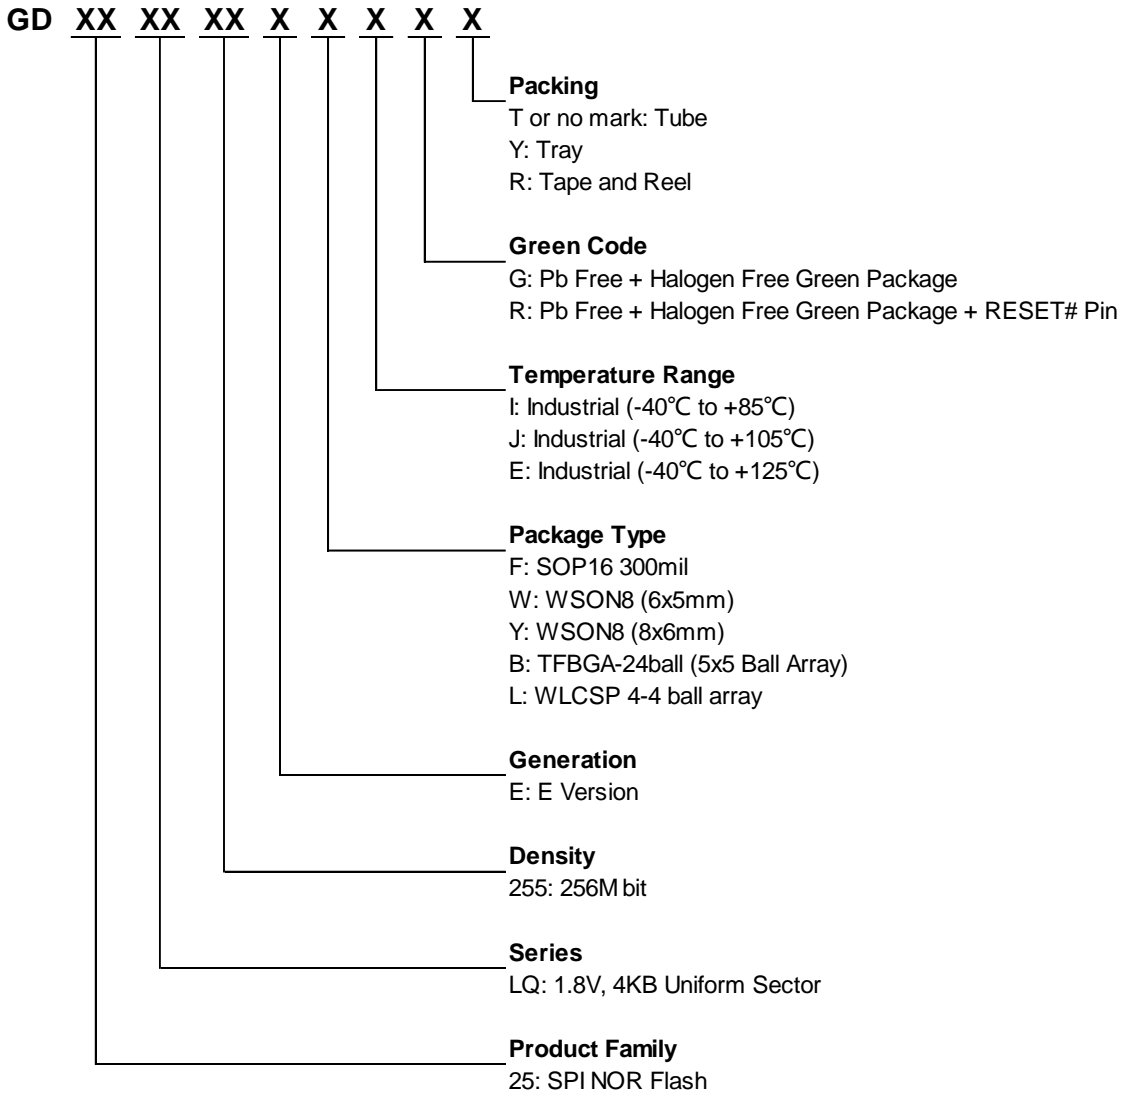 GD XX XX XX X X X X X
Packing
T or no mark: Tube
Y: Tray
R: Tape and Reel
Green Code
G: Pb Free + Halogen Free Green Package
R: Pb Free + Halogen Free Green Package + RESET# Pin
Temperature Range
I: Industrial (-40℃ to +85℃)
J: Industrial (-40℃ to +105℃)
E: Industrial (-40℃ to +125℃)
Package Type
F: SOP16 300mil
W: WSON8 (6x5mm)
Y: WSON8 (8x6mm)
B: TFBGA-24ball (5x5 Ball Array)
L: WLCSP 4-4 ball array
Generation
E: E Version
Density
255: 256M bit
Series
LQ: 1.8V, 4KB Uniform Sector
Product Family
25: SPI NOR Flash